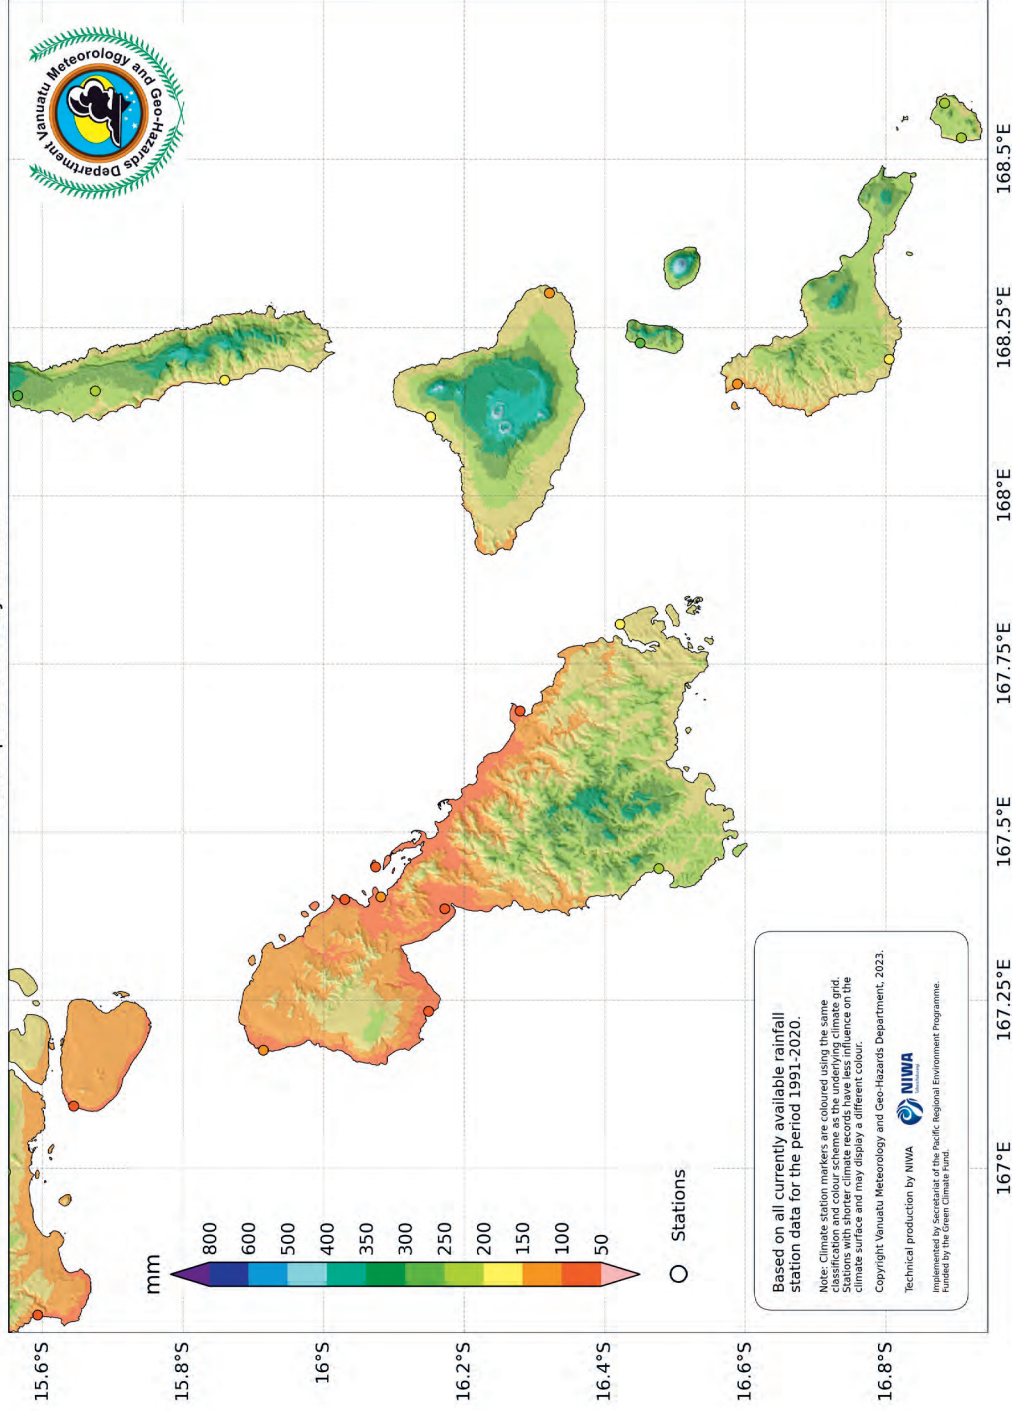 Vanuatu Meteorology and Geo-Hazards Department
15.6°S
15.8°S
16°S
16.2°S
16.4°S
16.6°S
16.8°S
mm
800
600
500
400
350
300
250
200
150
100
50
Stations
Based on all currently available rainfall
station data for the period 1991-2020.
Note: Climate station markers are coloured using the same
classification and colour scheme as the underlying climate grid.
Stations with shorter climate records have less influence on the
climate surface and may display a different colour.
Copyright Vanuatu Meteorology and Geo-Hazards Department, 2023.
Technical production by NIWA
NIWA
Implemented by Secretariat of the Pacific Regional Environment Programme.
Funded by the Green Climate Fund.
167°E
167.25°E
167.5°E
167.75°E
168°E
168.25°E
168.5°E